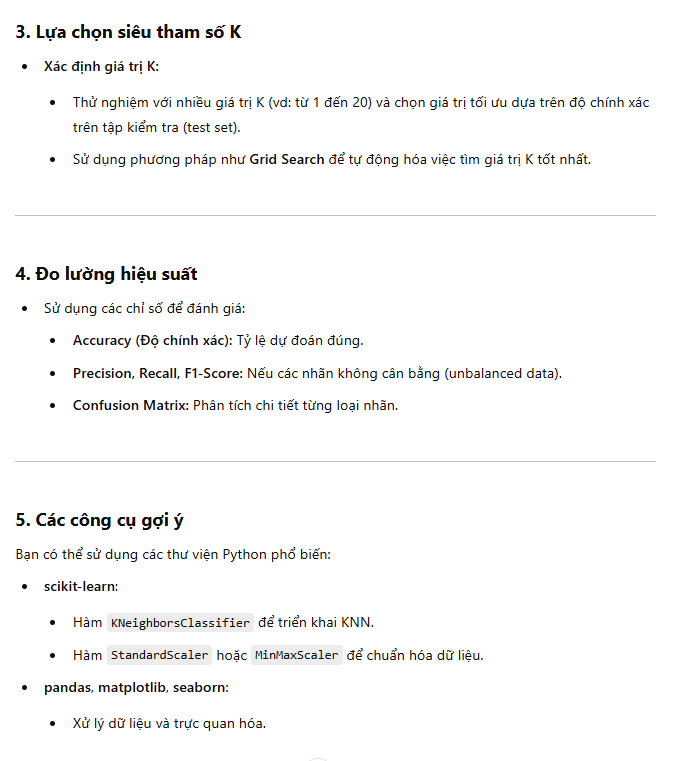 3. Lựa chọn siêu tham số K
• Xác định giá trị K:
• Thử nghiệm với nhiều giá trị K (vd: từ 1 đến 20) và chọn giá trị tối ưu dựa trên độ chính xác
trên tập kiểm tra (test set).
• Sử dụng phương pháp như Grid Search để tự động hóa việc tìm giá trị K tốt nhất.
4. Đo lường hiệu suất
• Sử dụng các chỉ số để đánh giá:
• Accuracy (Độ chính xác): Tỷ lệ dự đoán đúng.
• Precision, Recall, F1-Score: Nếu các nhãn không cân bằng (unbalanced data).
• Confusion Matrix: Phân tích chi tiết từng loại nhãn.
5. Các công cụ gợi ý
Bạn có thể sử dụng các thư viện Python phổ biến:
• scikit-learn:
• Hàm KNeighborsClassifier để triển khai KNN.
• Hàm StandardScaler hoặc MinMaxScaler để chuẩn hóa dữ liệu.
• pandas, matplotlib, seaborn:
• Xử lý dữ liệu và trực quan hóa.